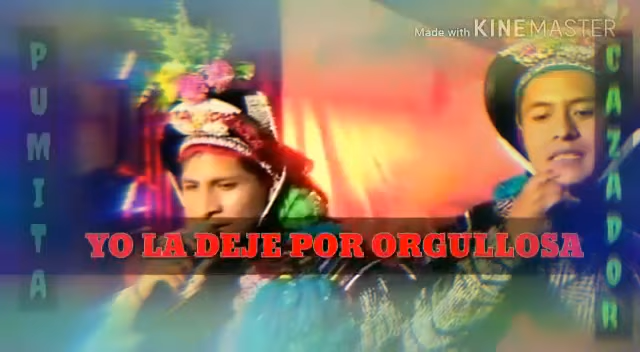 Made with KINEMASTER
PUMITA
YO LA DEJE POR ORGULLOSA
CAZADOR